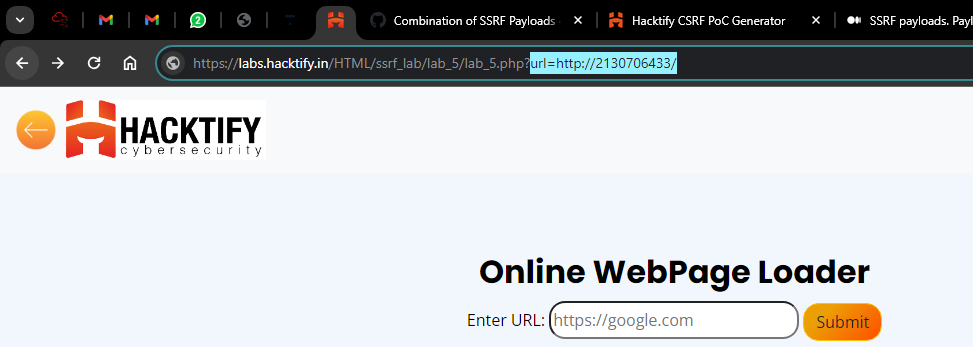 Combination of SSRF Payloads
Hacktify CSRF PoC Generator
SSRF payloads. Payl
2
https://labs.hacktify.in/HTML/ssrf_lab/lab_5/lab_5.php?url=http://2130706433/
HACKTIFY
cybersecurity
Online WebPage Loader
Enter URL: https://google.com Submit